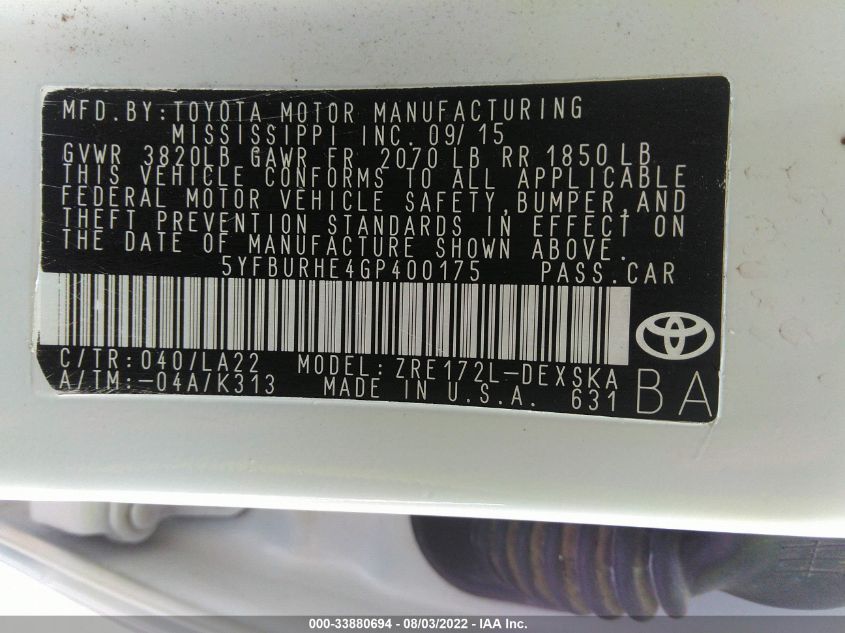 MFD.BY:TOYOTA MOTOR MANUFACTURING
MISSISSIPPI INC. 09/15
GVWR 3820LB GAWR FR 2070 LB RR 1850LB
THIS VEHICLE CONFORMS TO ALL APPLICABLE
FEDERAL MOTOR VEHICLE SAFETY,BUMPER,AND
THEFT PREVENTION STANDARDS IN EFFECT ON
THE DATE OF MANUFACTURE SHOWN ABOVE.
5YFBURHE4GP400175 PASS.CAR
C/TR: 040/LA22 MODEL: ZRE172L-DEXSKA
A/TM:-04A/K313 MADE IN U.S.A. 631
BA
000-33880694 - 08/03/2022 - IAA Inc.